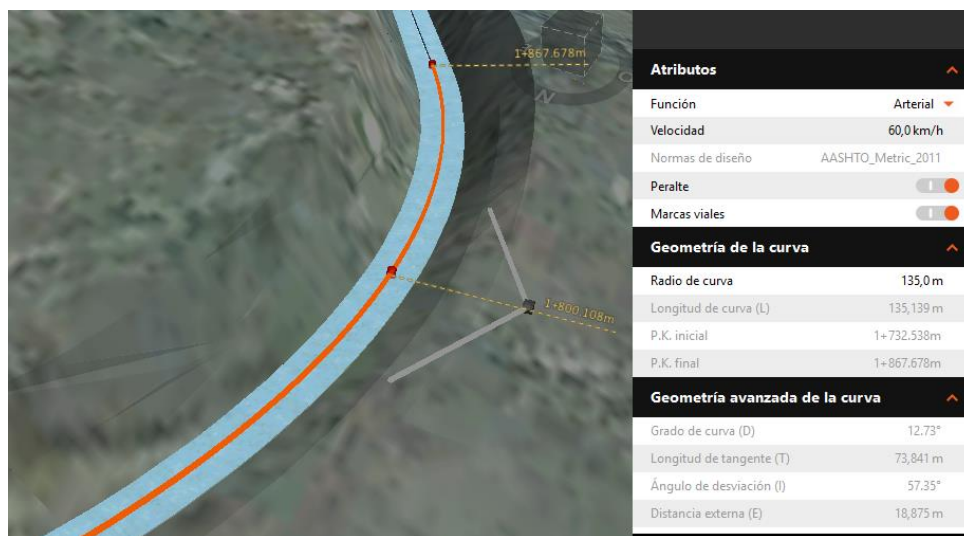 1+867.678m
N
1+800.108m
Atributos
Función Arterial
Velocidad 60,0 km/h
Normas de diseño AASHTO_Metric_2011
Peralte
Marcas viales
Geometría de la curva
Radio de curva 135,0 m
Longitud de curva (L) 135,139 m
P.K. inicial 1+732.538m
P.K. final 1+867.678m
Geometría avanzada de la curva
Grado de curva (D) 12.73°
Longitud de tangente (T) 73,841 m
Ángulo de desviación (I) 57.35°
Distancia externa (E) 18,875 m